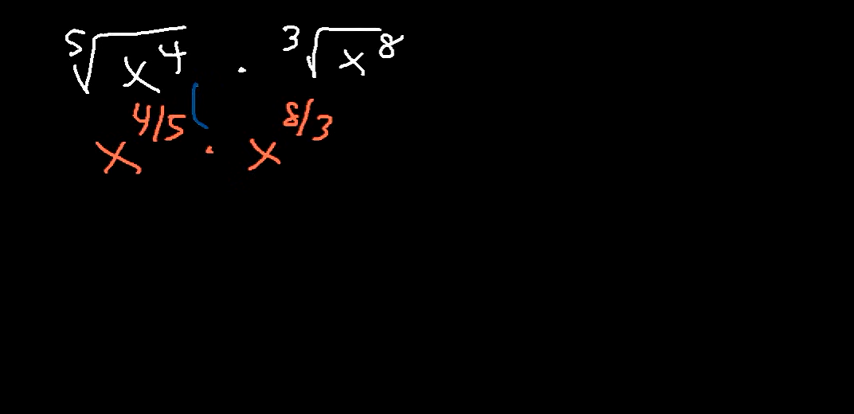 ⁵√x⁴ · ³√x⁸
x^{4/5} · x^{8/3}